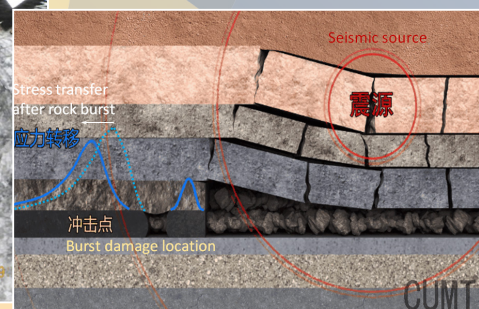 Seismic source
震源
Stress transfer
after rock burst
应力转移
冲击点
Burst damage location
CUMT